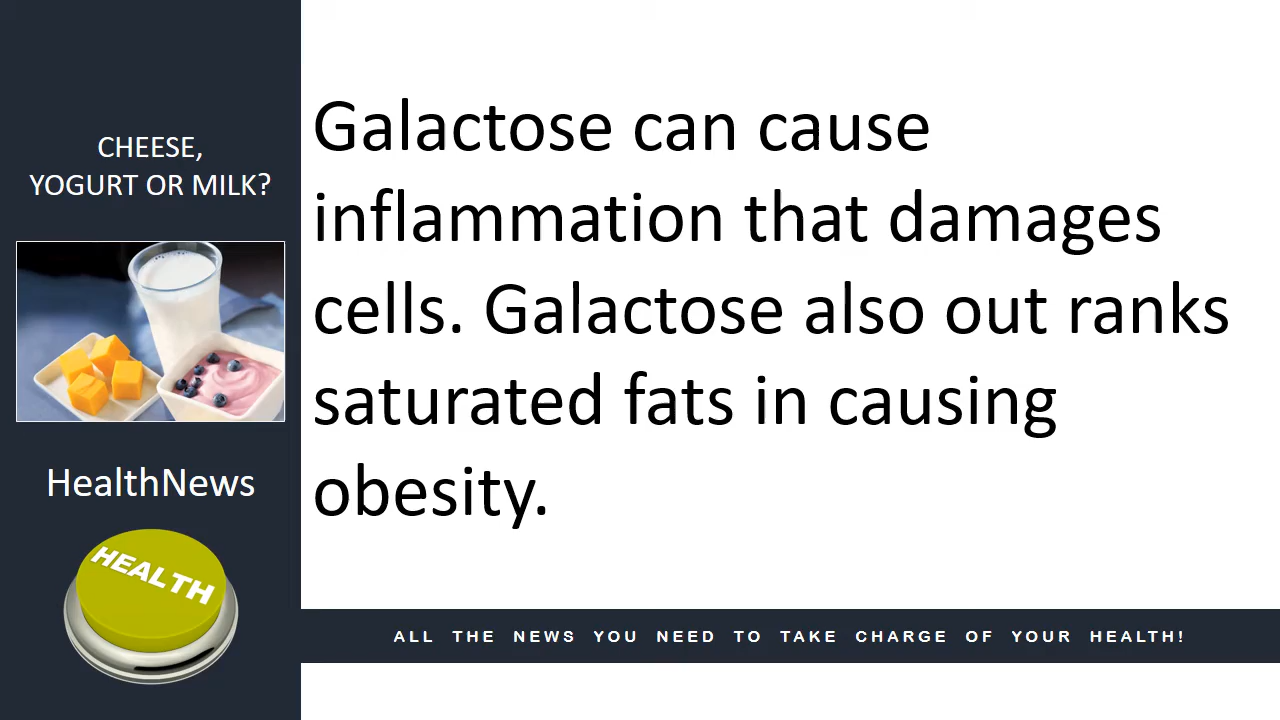 CHEESE,
YOGURT OR MILK?
HealthNews
HEALTH
Galactose can cause
inflammation that damages
cells. Galactose also out ranks
saturated fats in causing
obesity.
ALL THE NEWS YOU NEED TO TAKE CHARGE OF YOUR HEALTH!